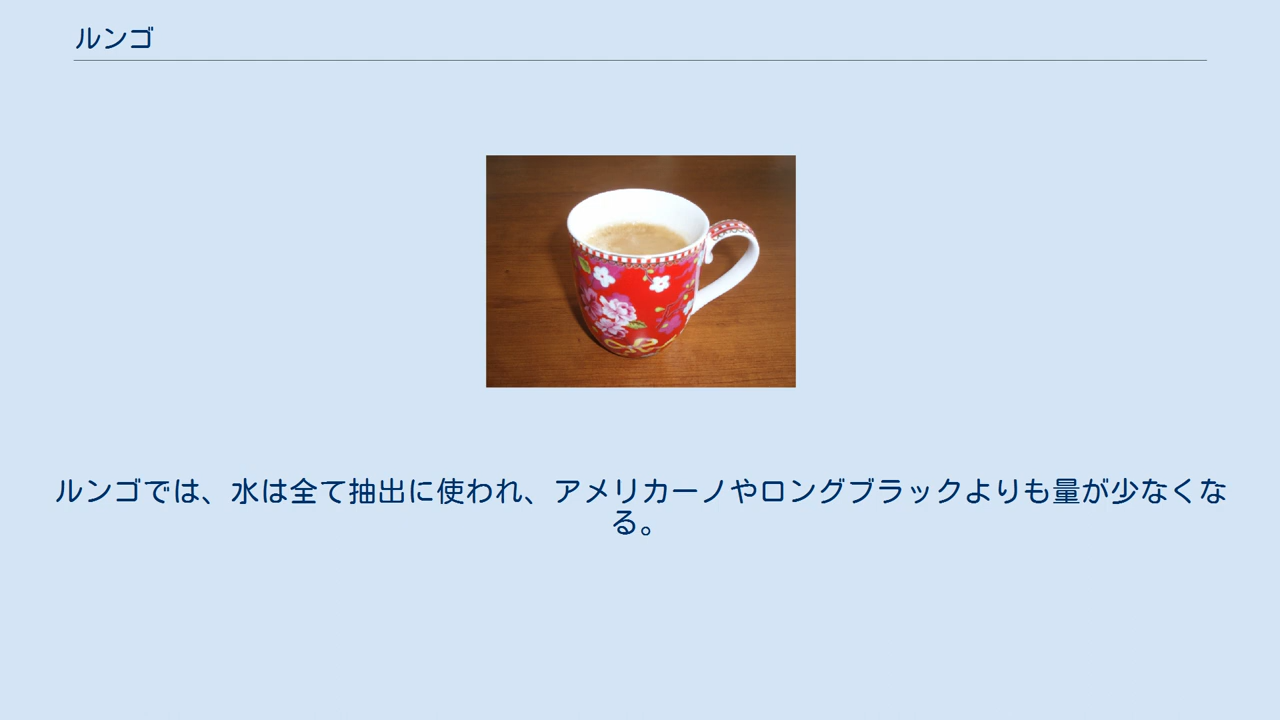 ルンゴ
ルンゴでは、水は全て抽出に使われ、アメリカーノやロングブラックよりも量が少なくな
る。